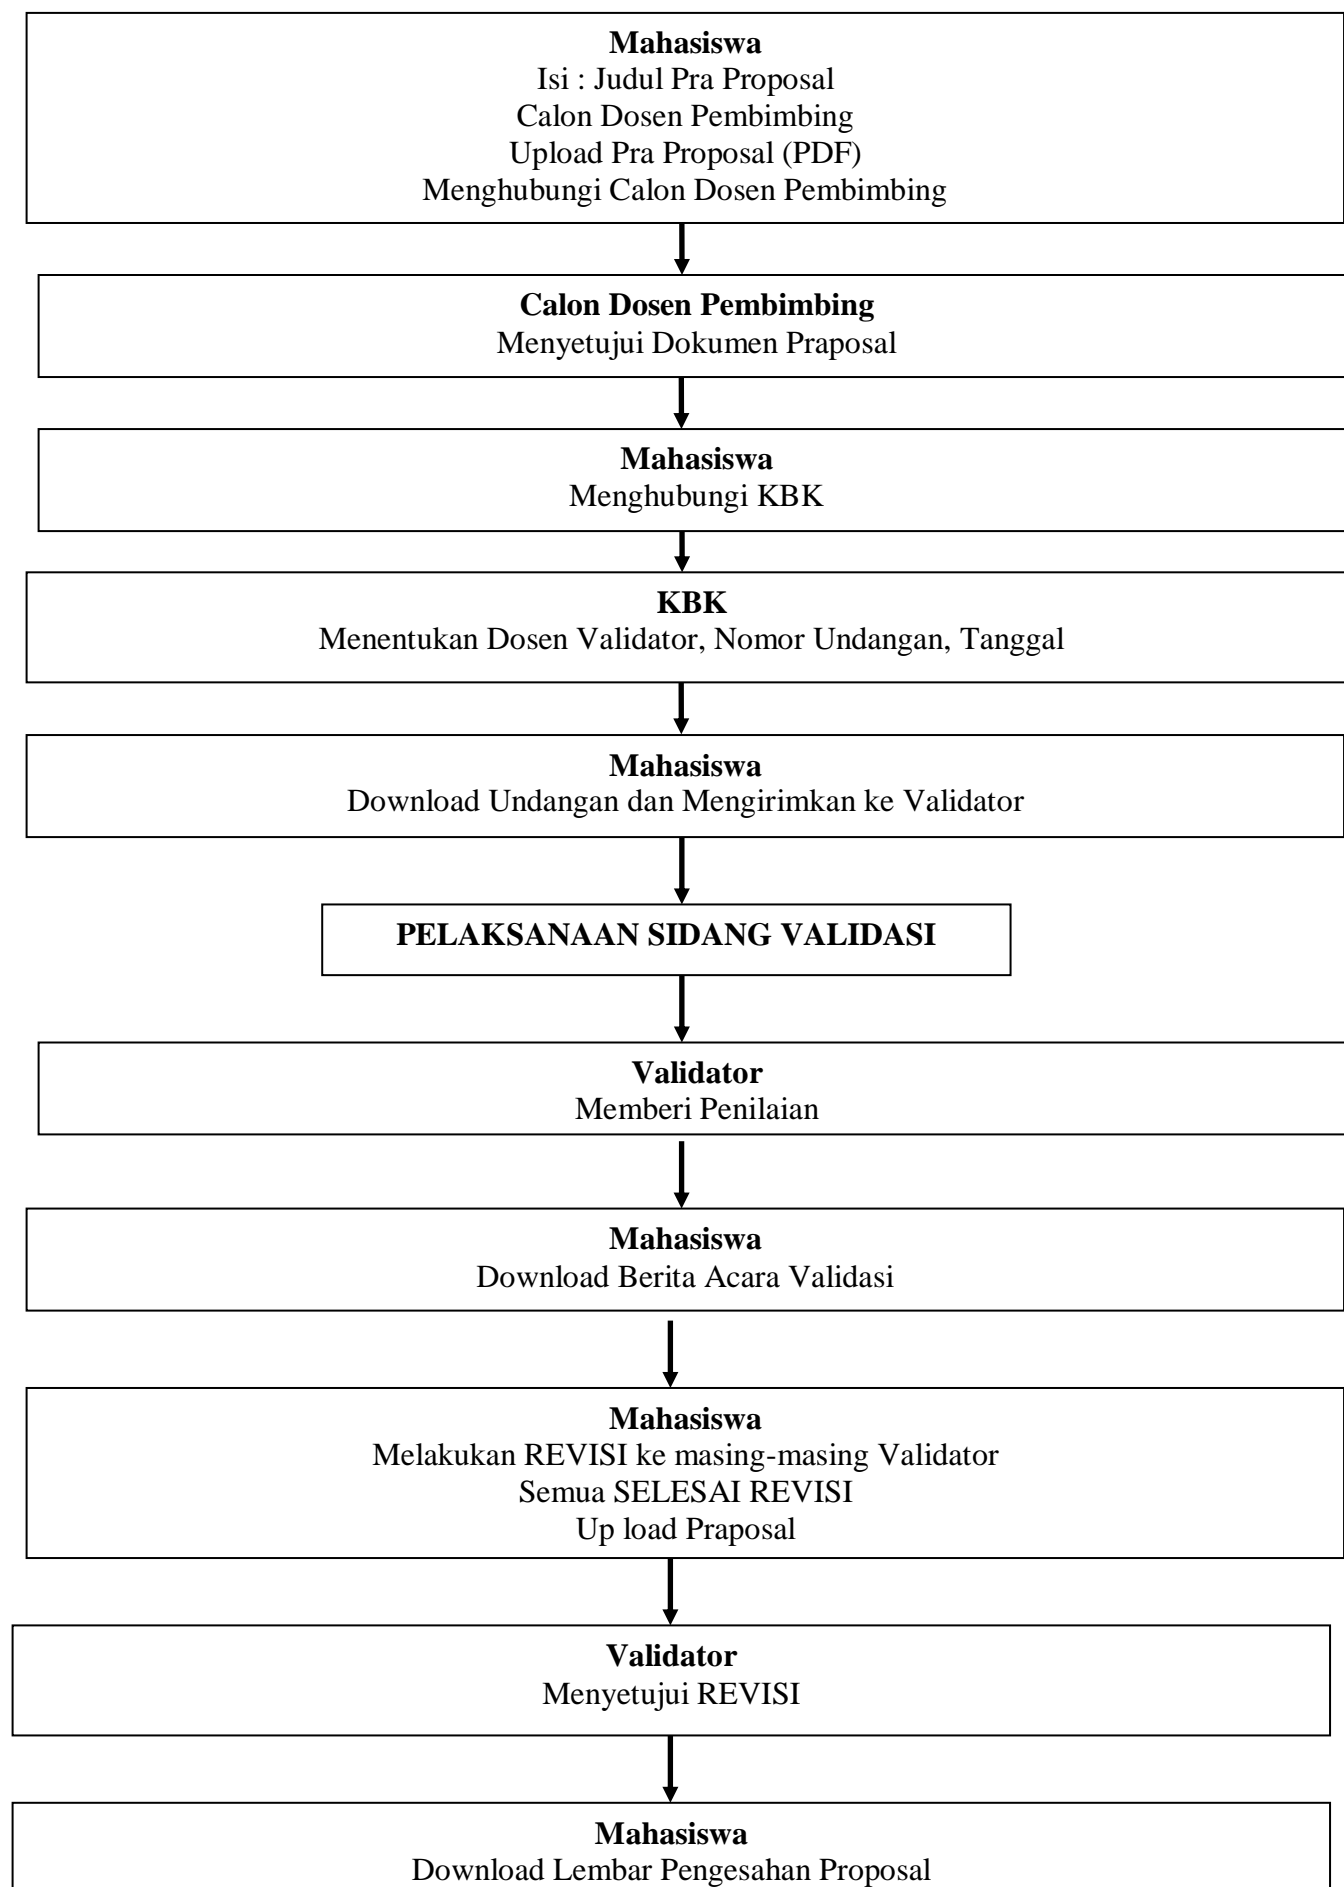 Mahasiswa
Isi : Judul Pra Proposal
Calon Dosen Pembimbing
Upload Pra Proposal (PDF)
Menghubungi Calon Dosen Pembimbing
Calon Dosen Pembimbing
Menyetujui Dokumen Praposal
Mahasiswa
Menghubungi KBK
KBK
Menentukan Dosen Validator, Nomor Undangan, Tanggal
Mahasiswa
Download Undangan dan Mengirimkan ke Validator
PELAKSANAAN SIDANG VALIDASI
Validator
Memberi Penilaian
Mahasiswa
Download Berita Acara Validasi
Mahasiswa
Melakukan REVISI ke masing-masing Validator
Semua SELESAI REVISI
Up load Praposal
Validator
Menyetujui REVISI
Mahasiswa
Download Lembar Pengesahan Proposal